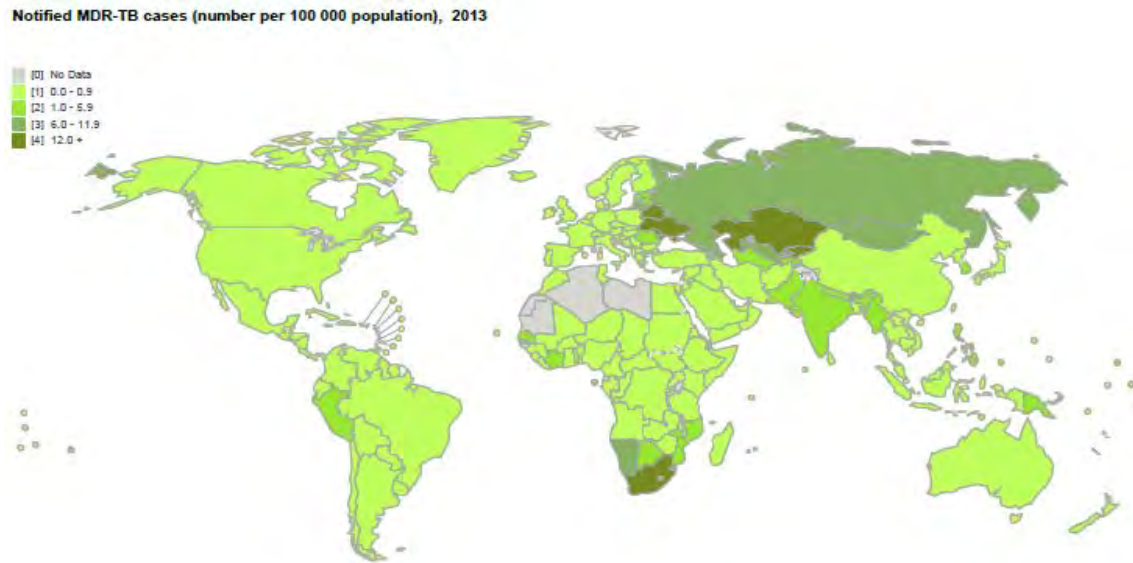 Notified MDR-TB cases (number per 100 000 population), 2013
[0] No Data
[1] 0.0 - 0.9
[2] 1.0 - 5.9
[3] 6.0 - 11.9
[4] 12.0 +